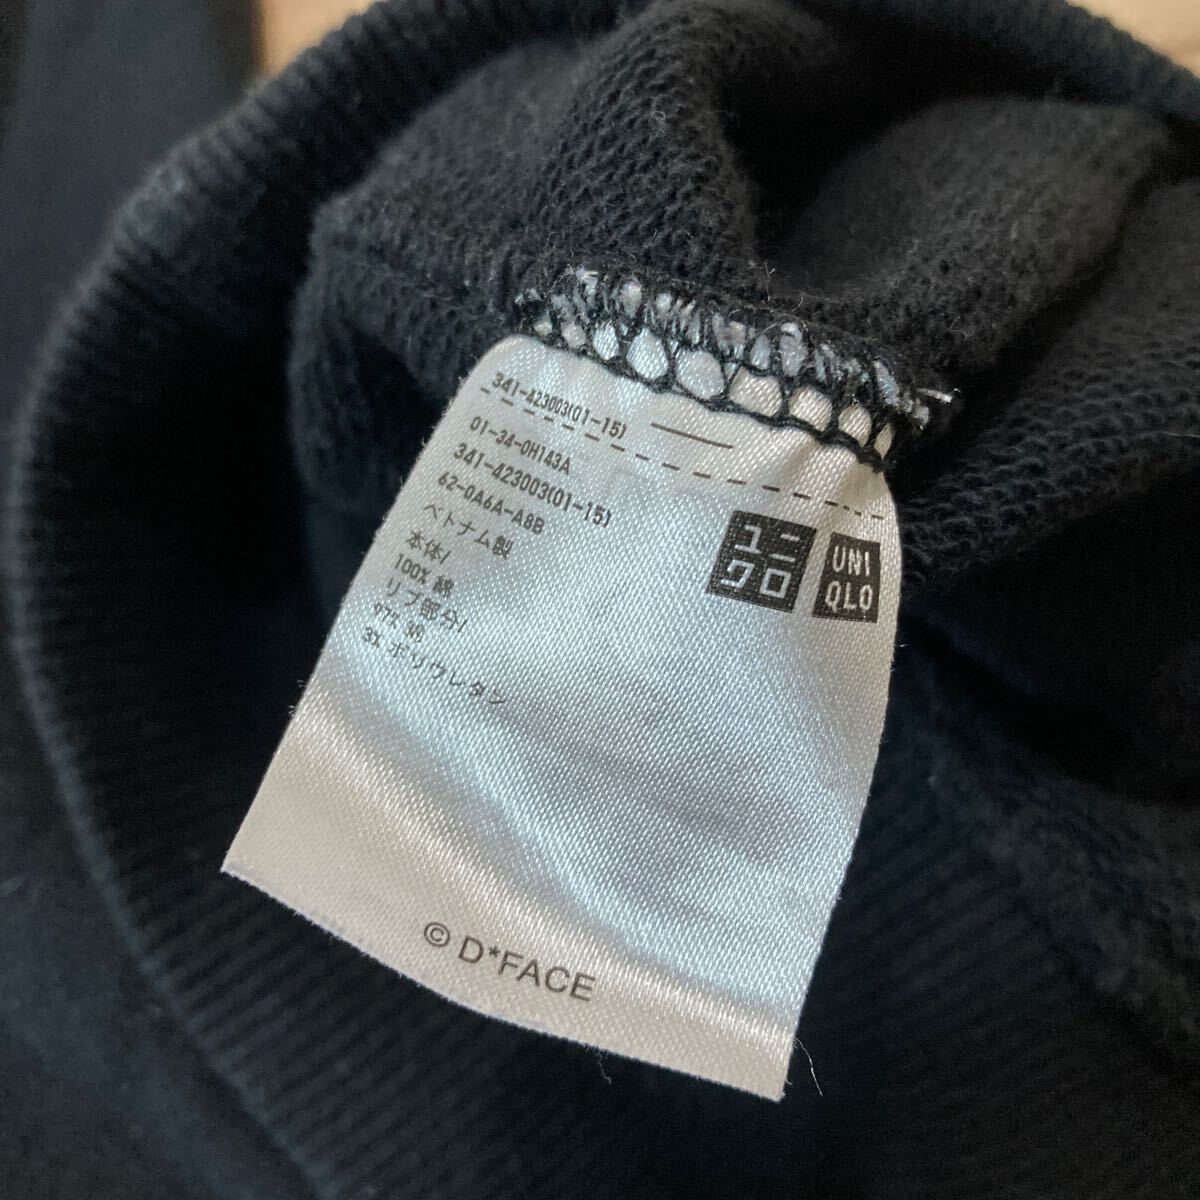 341-423003(01-15)
01-34-0H143A
341-423003(01-15)
62-0A6A-A8B
ベトナム製
本体/
100% 綿
リブ部分/
97% 綿
3% ポリウレタン
ユニ
クロ
UNI
QLO
© D*FACE